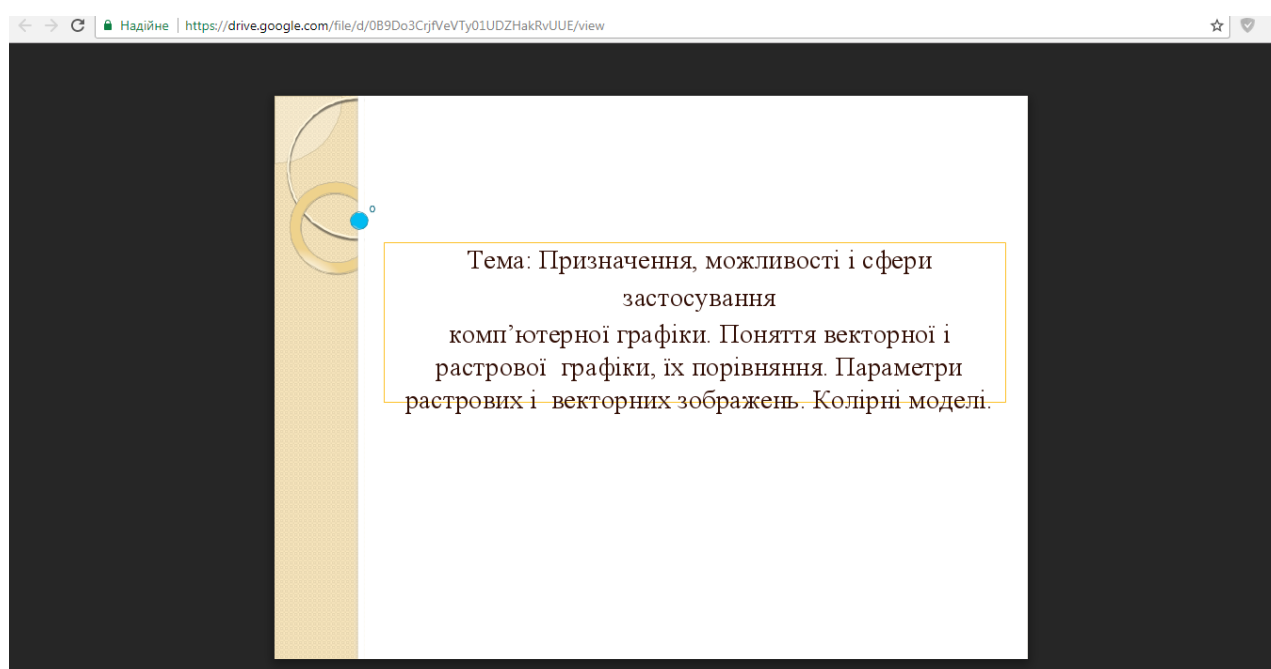 Надійне | https://drive.google.com/file/d/0B9Do3CrjfVeVTy01UDZHakRvUUE/view
Тема: Призначення, можливості і сфери
застосування
комп’ютерної графіки. Поняття векторної і
растрової графіки, їх порівняння. Параметри
растрових і векторних зображень. Колірні моделі.